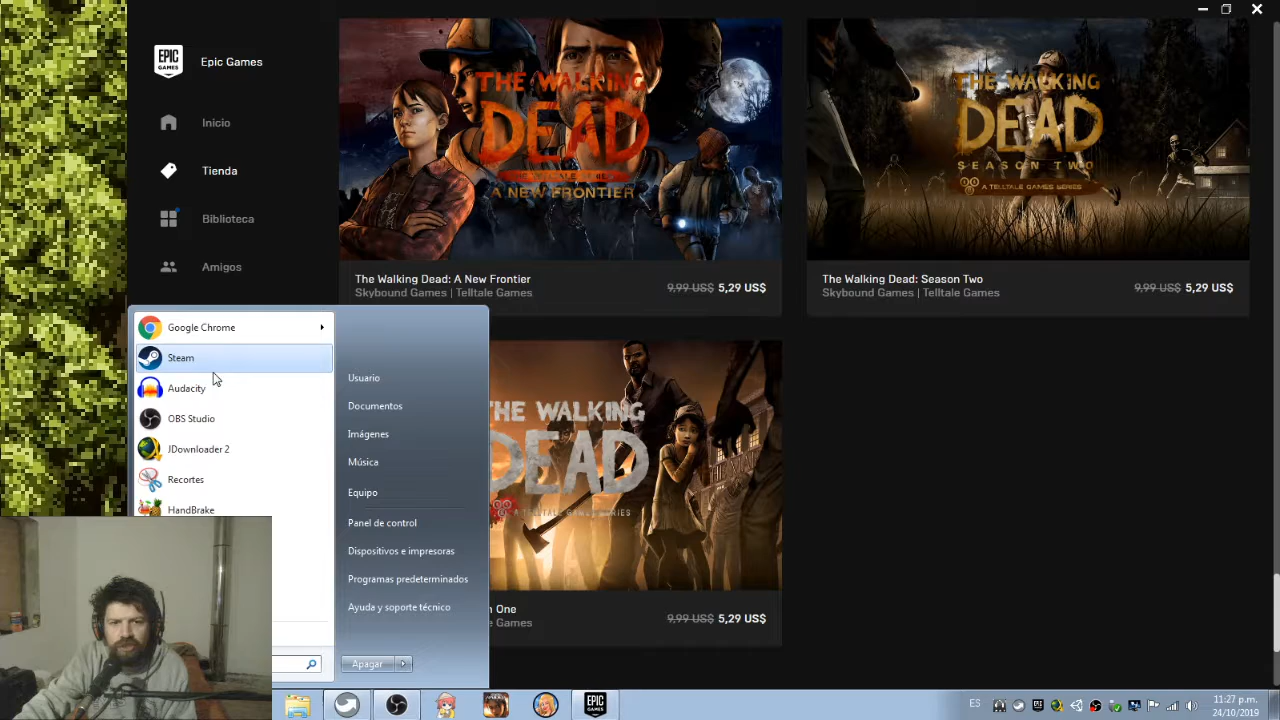 EPIC
GAMES
Epic Games
Inicio
Tienda
Biblioteca
Amigos
THE WALKING
DEAD
A NEW FRONTIER
The Walking Dead: A New Frontier
Skybound Games | Telltale Games
9,99 US$ 5,29 US$
THE WALKING
DEAD
SEASON TWO
A TELLTALE GAMES SERIES
The Walking Dead: Season Two
Skybound Games | Telltale Games
9,99 US$ 5,29 US$
THE WALKING
DEAD
A TELLTALE GAMES SERIES
n One
e Games
9,99 US$ 5,29 US$
Google Chrome
Steam
Audacity
OBS Studio
JDownloader 2
Recortes
HandBrake
Usuario
Documentos
Imágenes
Música
Equipo
Panel de control
Dispositivos e impresoras
Programas predeterminados
Ayuda y soporte técnico
Apagar
EPIC
GAMES
ES
11:27 p.m.
24/10/2019